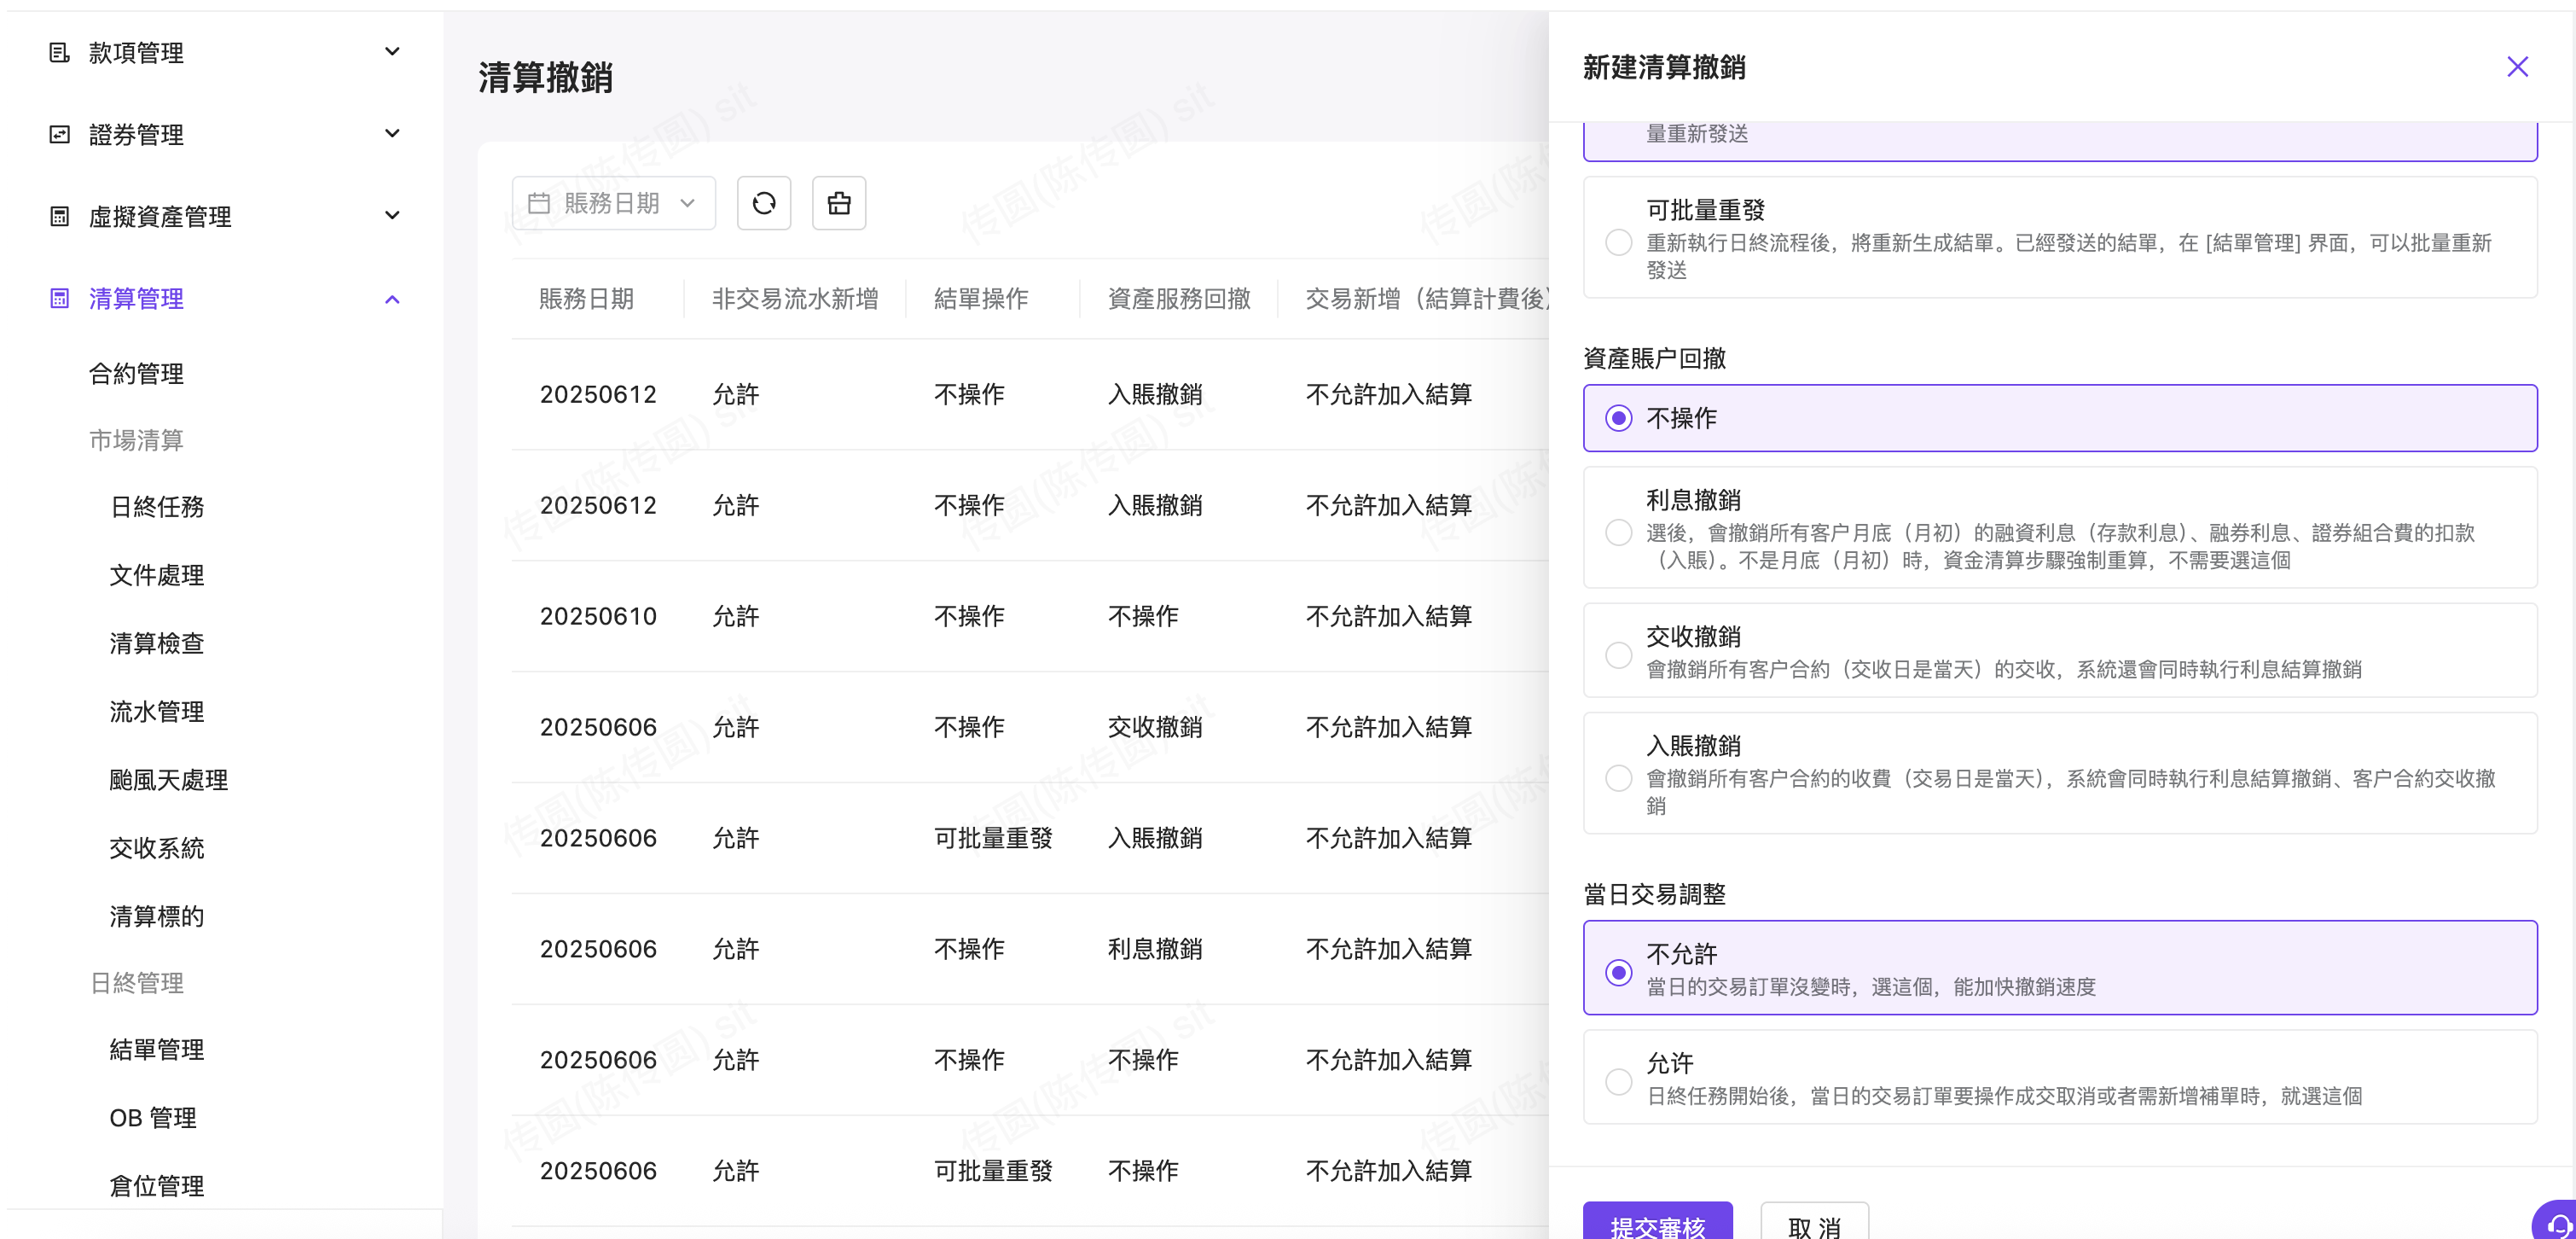 款項管理
證券管理
虛擬資產管理
清算管理
合約管理
市場清算
日終任務
文件處理
清算檢查
流水管理
颱風天處理
交收系統
清算標的
日終管理
結單管理
OB 管理
倉位管理
清算撤銷
賬務日期
賬務日期 非交易流水新增 結單操作 資產服務回撤 交易新增（結算計費後）
20250612 允許 不操作 入賬撤銷 不允許加入結算
20250612 允許 不操作 入賬撤銷 不允許加入結算
20250610 允許 不操作 不操作 不允許加入結算
20250606 允許 不操作 交收撤銷 不允許加入結算
20250606 允許 可批量重發 入賬撤銷 不允許加入結算
20250606 允許 不操作 利息撤銷 不允許加入結算
20250606 允許 不操作 不操作 不允許加入結算
20250606 允許 可批量重發 不操作 不允許加入結算
传圆(陈传圆) sit
新建清算撤銷
量重新發送
可批量重發
重新執行日終流程後，將重新生成結單。已經發送的結單，在 [結單管理] 界面，可以批量重新
發送
資產賬户回撤
不操作
利息撤銷
選後，會撤銷所有客户月底（月初）的融資利息（存款利息）、融券利息、證券組合費的扣款
（入賬）。不是月底（月初）時，資金清算步驟強制重算，不需要選這個
交收撤銷
會撤銷所有客户合約（交收日是當天）的交收，系統還會同時執行利息結算撤銷
入賬撤銷
會撤銷所有客户合約的收費（交易日是當天），系統會同時執行利息結算撤銷、客户合約交收撤
銷
當日交易調整
不允許
當日的交易訂單沒變時，選這個，能加快撤銷速度
允许
日終任務開始後，當日的交易訂單要操作成交取消或者需新增補單時，就選這個
提交審核
取 消